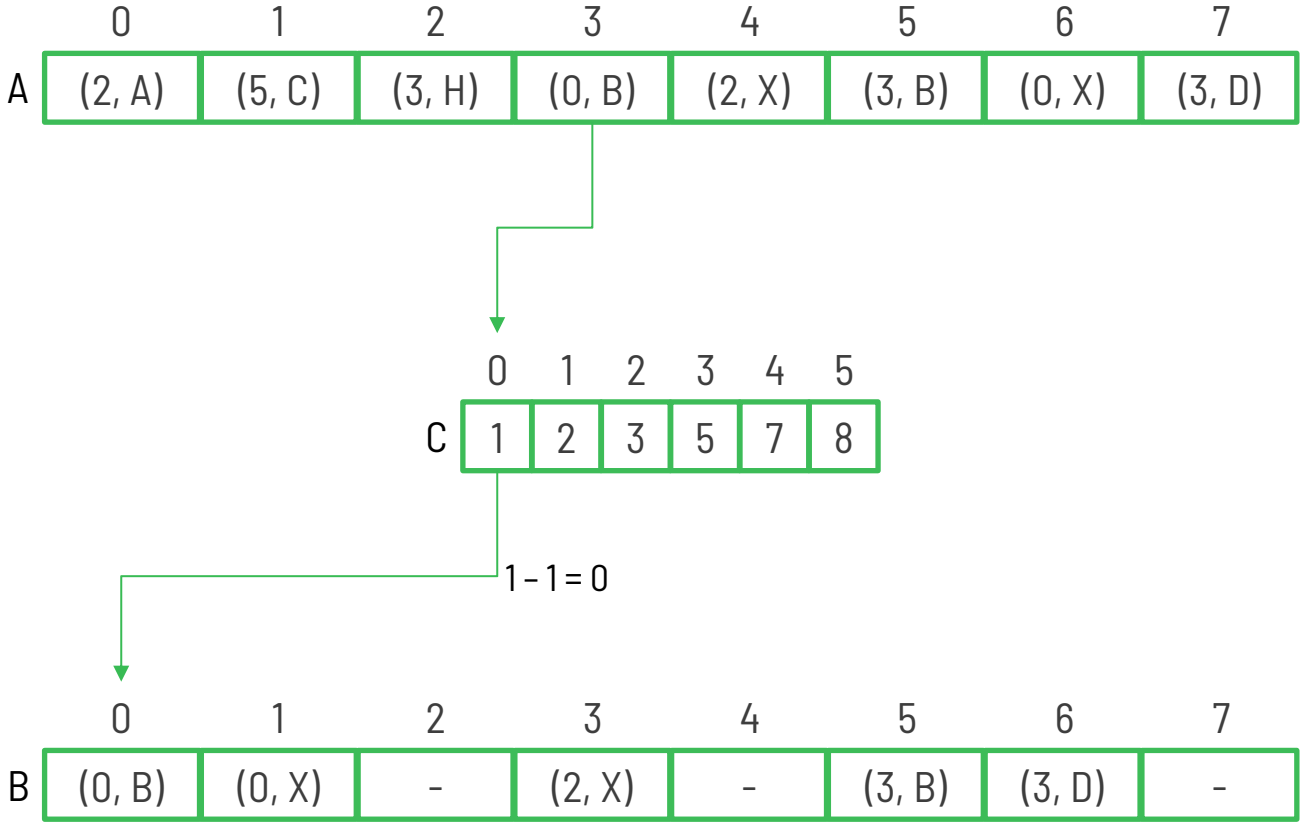 0 1 2 3 4 5 6 7
A (2, A) (5, C) (3, H) (0, B) (2, X) (3, B) (0, X) (3, D)
0 1 2 3 4 5
C 1 2 3 5 7 8
1 - 1 = 0
0 1 2 3 4 5 6 7
B (0, B) (0, X) - (2, X) - (3, B) (3, D) -